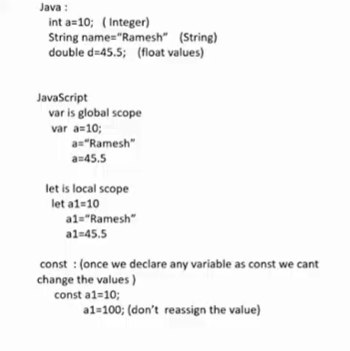 Java :
int a=10; ( Integer)
String name="Ramesh" (String)
double d=45.5; (float values)
JavaScript
var is global scope
var a=10;
a="Ramesh"
a=45.5
let is local scope
let a1=10
a1="Ramesh"
a1=45.5
const : (once we declare any variable as const we cant
change the values )
const a1=10;
a1=100; (don't reassign the value)